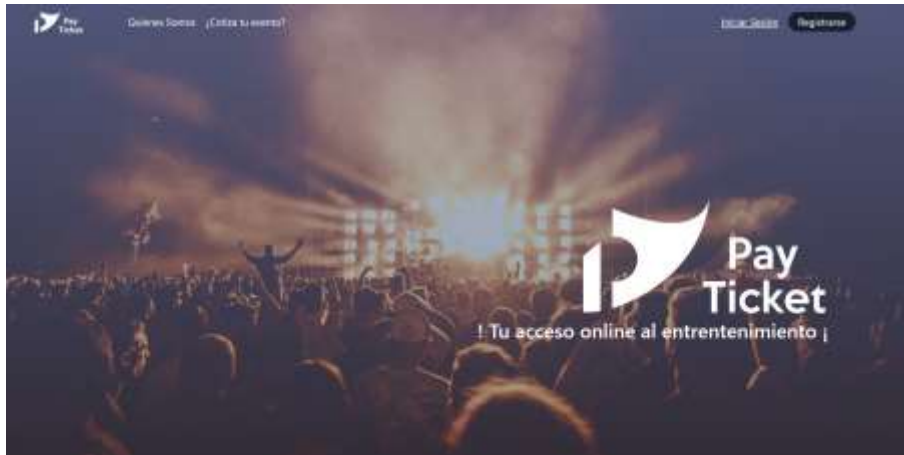 Pay
Ticket
Quienes Somos ¿Cotiza tu evento?
Iniciar Sesión Registrarse
Pay
Ticket
! Tu acceso online al entrentenimiento ¡